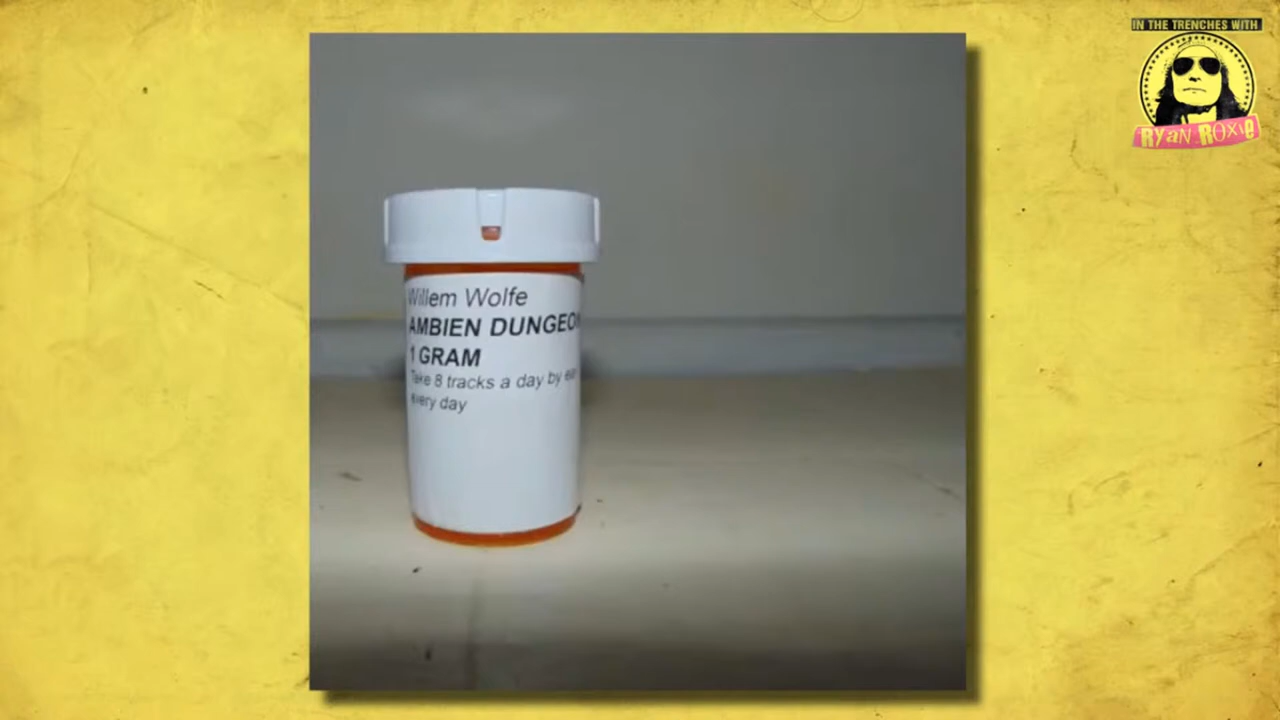 IN THE TRENCHES WITH
RYAN ROXIE
Willem Wolfe
AMBIEN DUNGEON
1 GRAM
Take 8 tracks a day by
every day